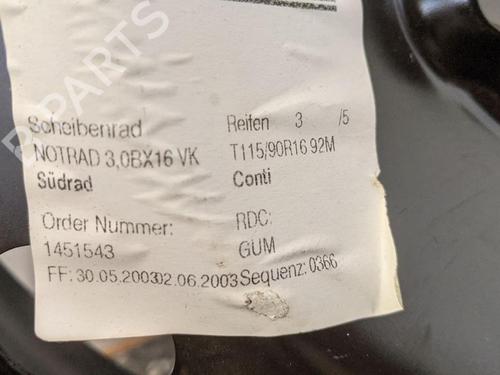 Scheibenrad Reifen 3 /5
NOTRAD 3,0BX16 VK T115/90R16 92M
Südrad Conti
Order Nummer: RDC:
1451543 GUM
FF: 30.05.200302.06.2003 Sequenz: 0366